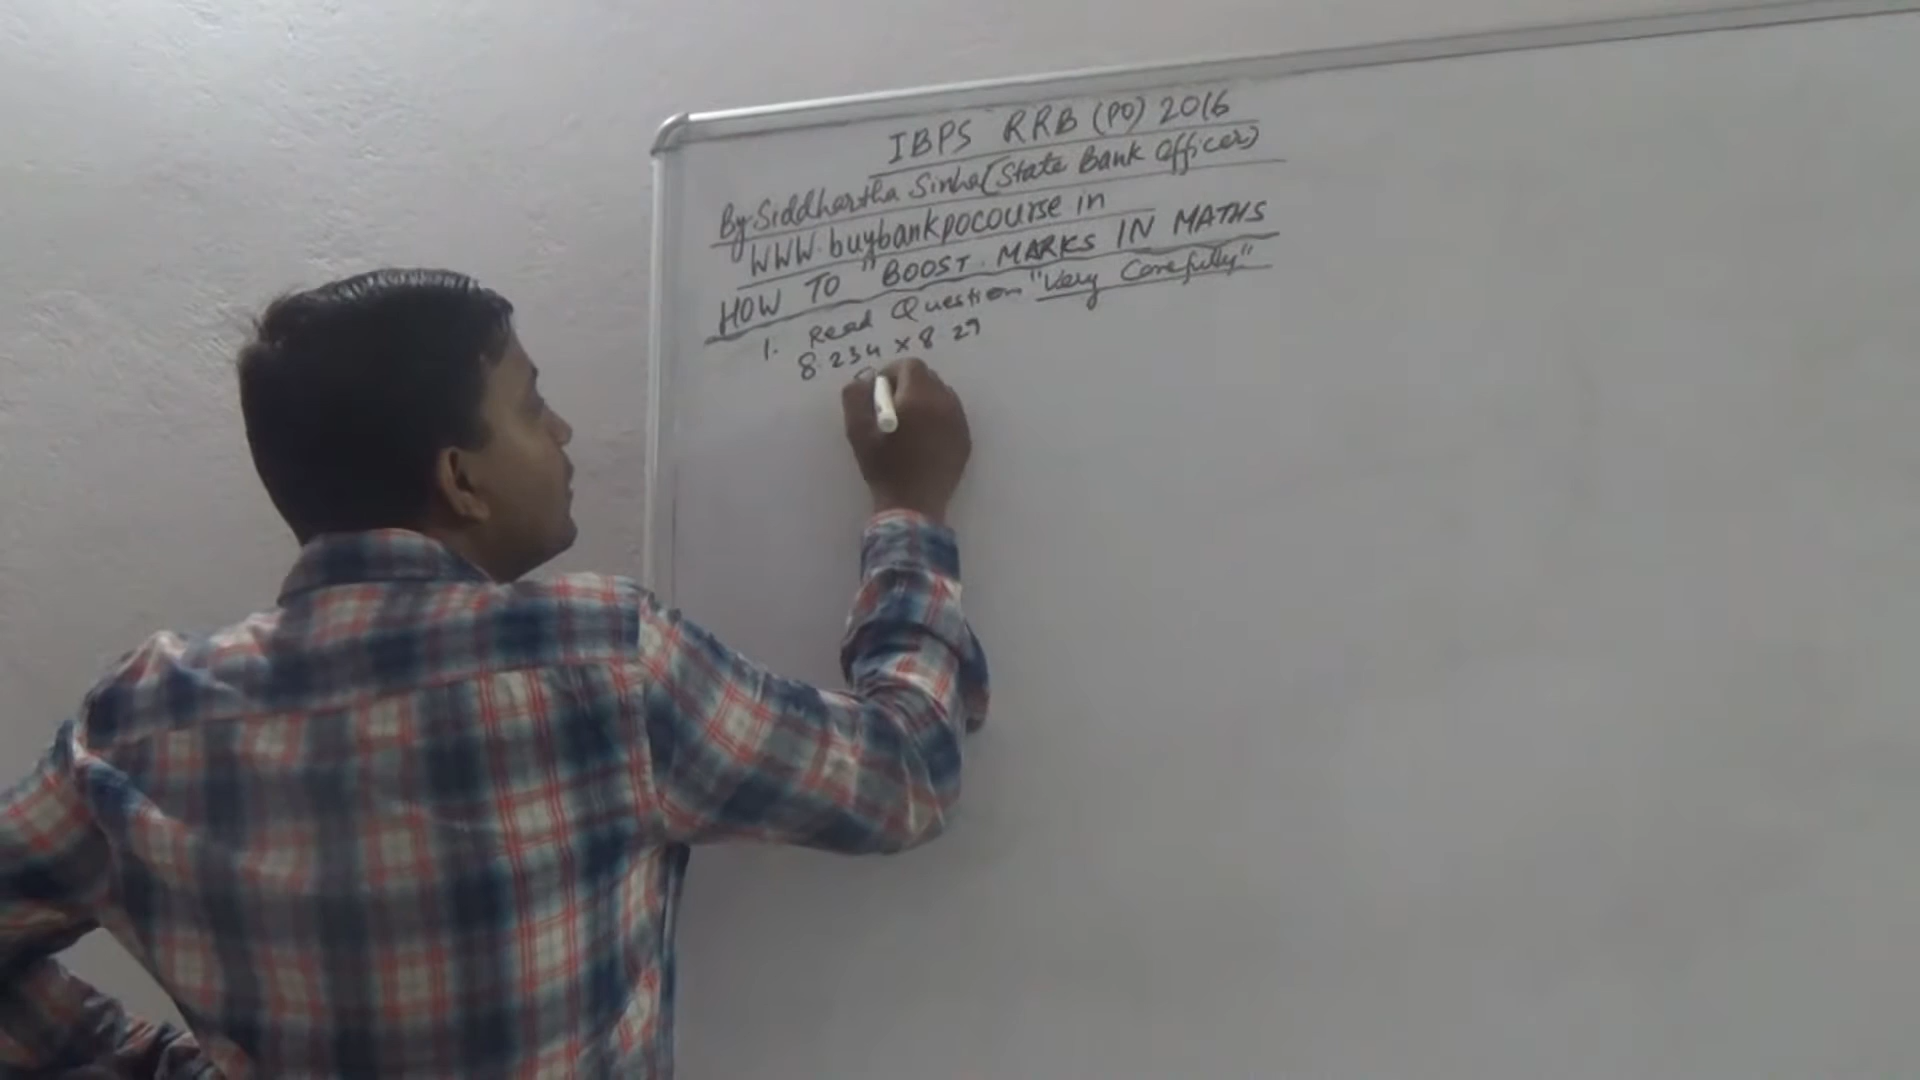 IBPS RRB (PO) 2016
By:Siddhartha Sinha (State Bank Officer)
WWW.buybankpocourse in
HOW TO "BOOST MARKS IN MATHS
1. Read Question "Very Carefully"
8.234 × 8 29